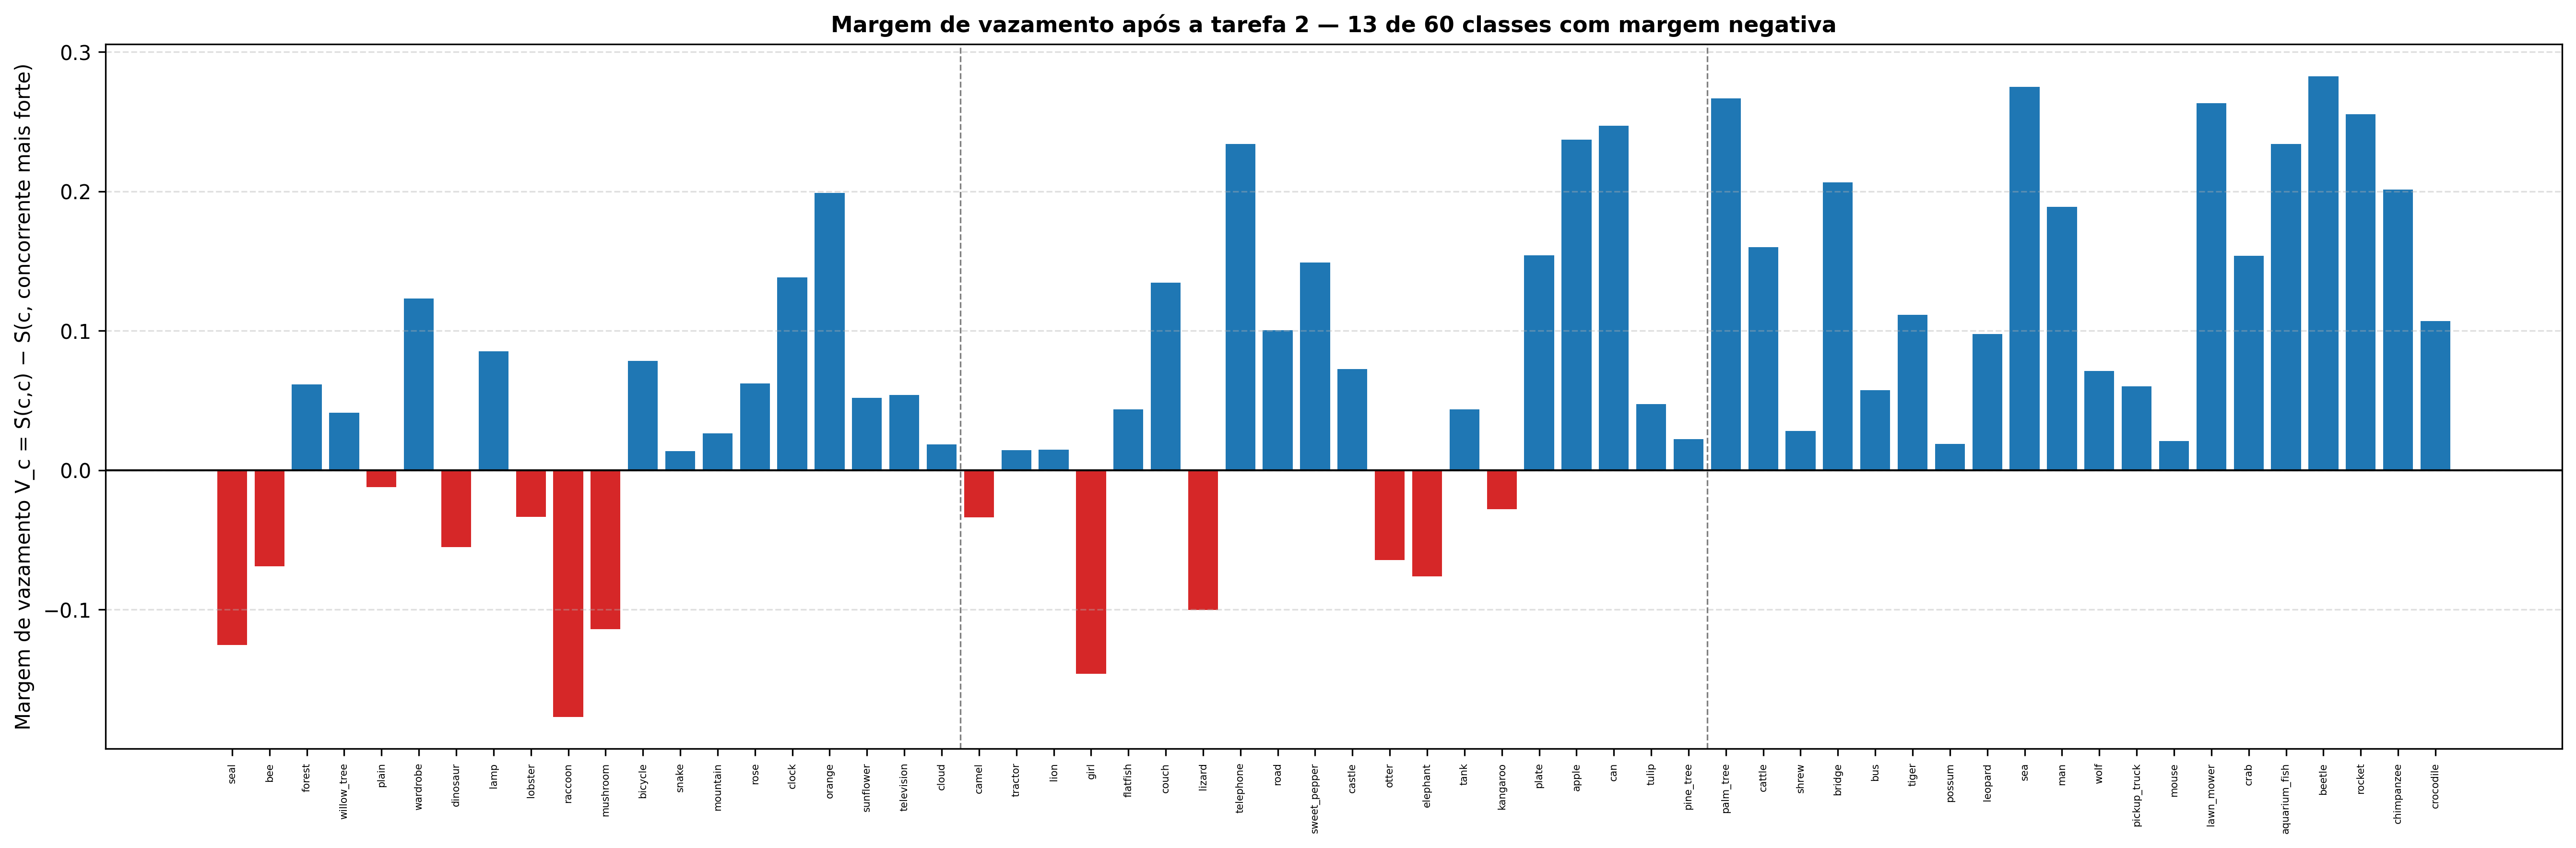 Margem de vazamento após a tarefa 2 — 13 de 60 classes com margem negativa
Margem de vazamento V_c = S(c,c) − S(c, concorrente mais forte)
0.3
0.2
0.1
0.0
−0.1
seal
bee
forest
willow_tree
plain
wardrobe
dinosaur
lamp
lobster
raccoon
mushroom
bicycle
snake
mountain
rose
clock
orange
sunflower
television
cloud
camel
tractor
lion
girl
flatfish
couch
lizard
telephone
road
sweet_pepper
castle
otter
elephant
tank
kangaroo
plate
apple
can
tulip
pine_tree
palm_tree
cattle
shrew
bridge
bus
tiger
possum
leopard
sea
man
wolf
pickup_truck
mouse
lawn_mower
crab
aquarium_fish
beetle
rocket
chimpanzee
crocodile